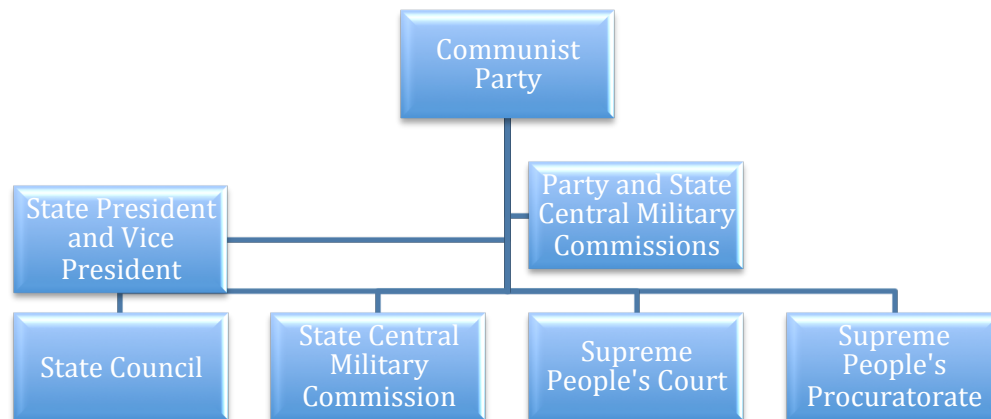 Communist
Party
Party and State
Central Military
Commissions
State President
and Vice
President
State Council
State Central
Military
Commission
Supreme
People's Court
Supreme
People's
Procuratorate